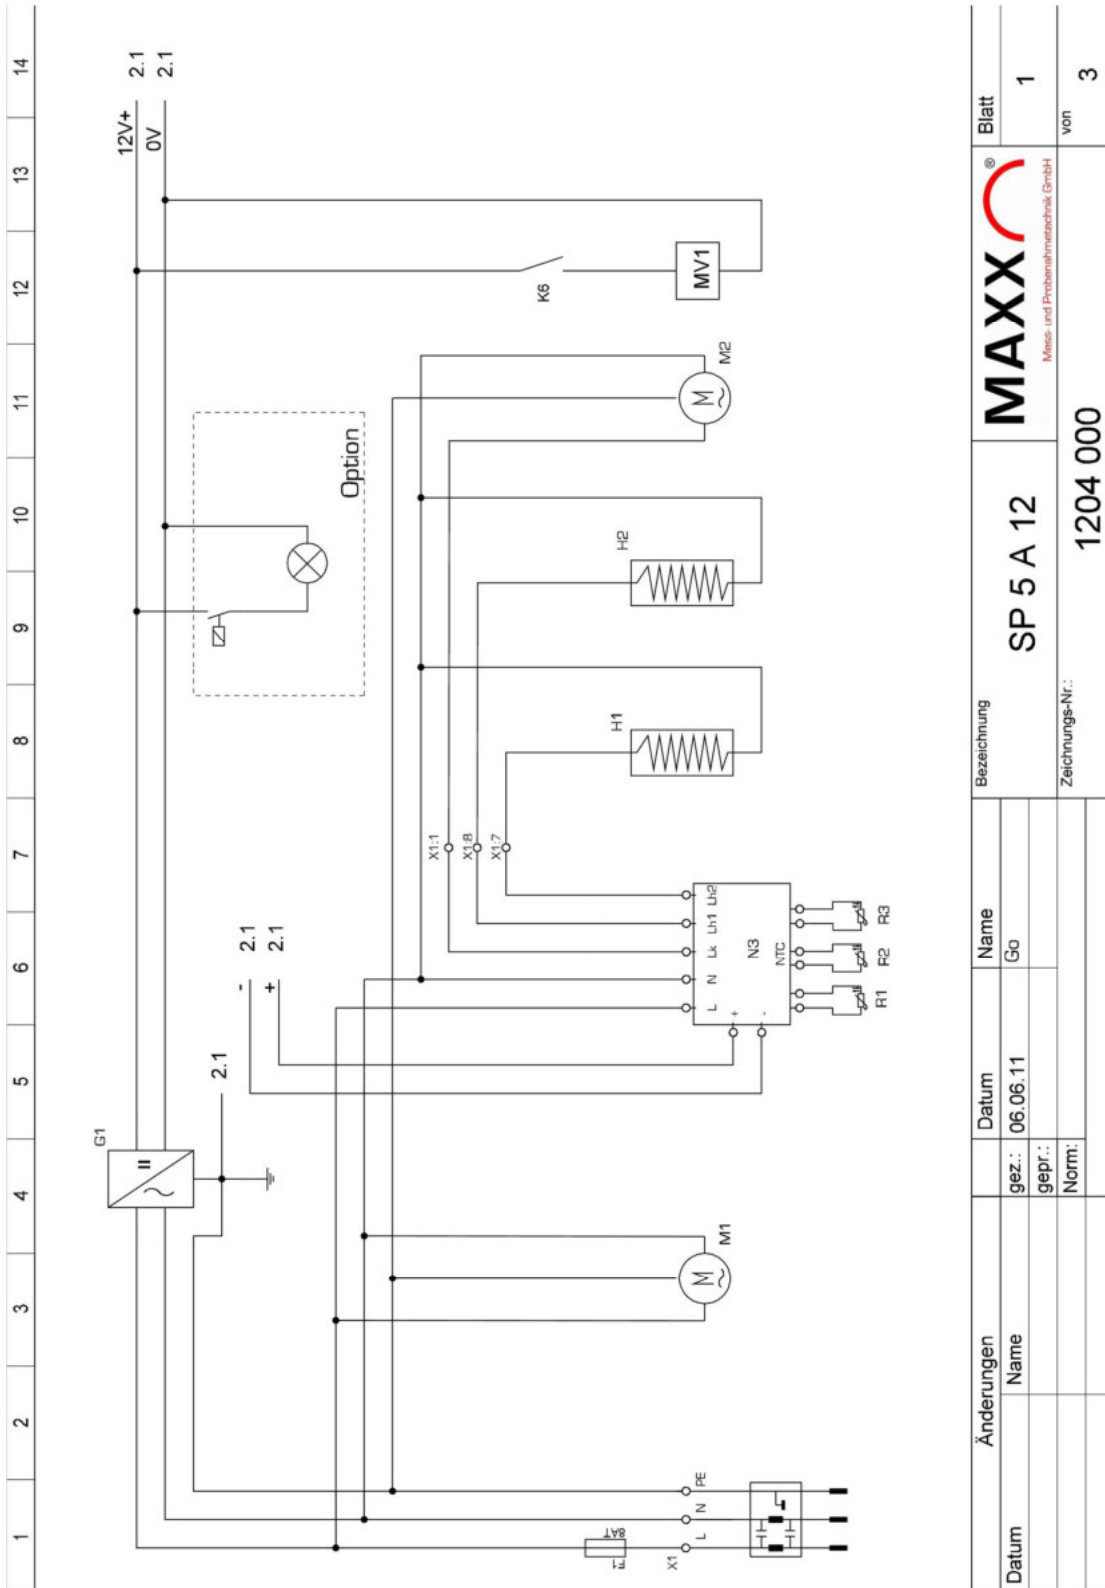 1 2 3 4 5 6 7 8 9 10 11 12 13 14
12V+ 2.1
0V 2.1
G1
2.1
- 2.1
+ 2.1
Option
X1:1
X1:8
X1:7
H1
H2
K6
F1
8AT
X1
L N PE
M
M1
L N Lk Lh1 Lh2
+
-
N3
NTC
R1 R2 R3
M
M2
MV1
Änderungen
Datum Name
Datum Name
gez.: 06.06.11 Go
gepr.:
Norm:
Bezeichnung
SP 5 A 12
Zeichnungs-Nr.:
1204 000
MAXX®
Mess- und Probenahmetechnik GmbH
Blatt
1
von
3